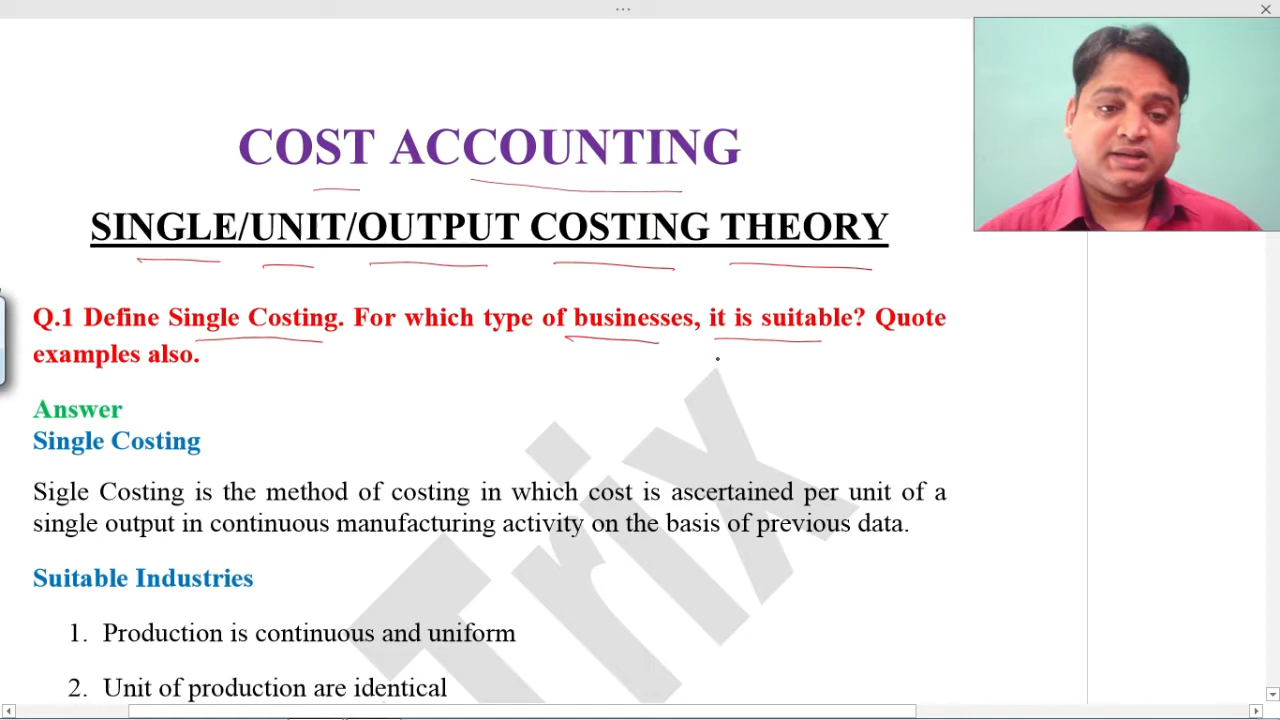 COST ACCOUNTING
SINGLE/UNIT/OUTPUT COSTING THEORY
Q.1 Define Single Costing. For which type of businesses, it is suitable? Quote
examples also.
Answer
Single Costing
Sigle Costing is the method of costing in which cost is ascertained per unit of a
single output in continuous manufacturing activity on the basis of previous data.
Suitable Industries
1. Production is continuous and uniform
2. Unit of production are identical
Trix